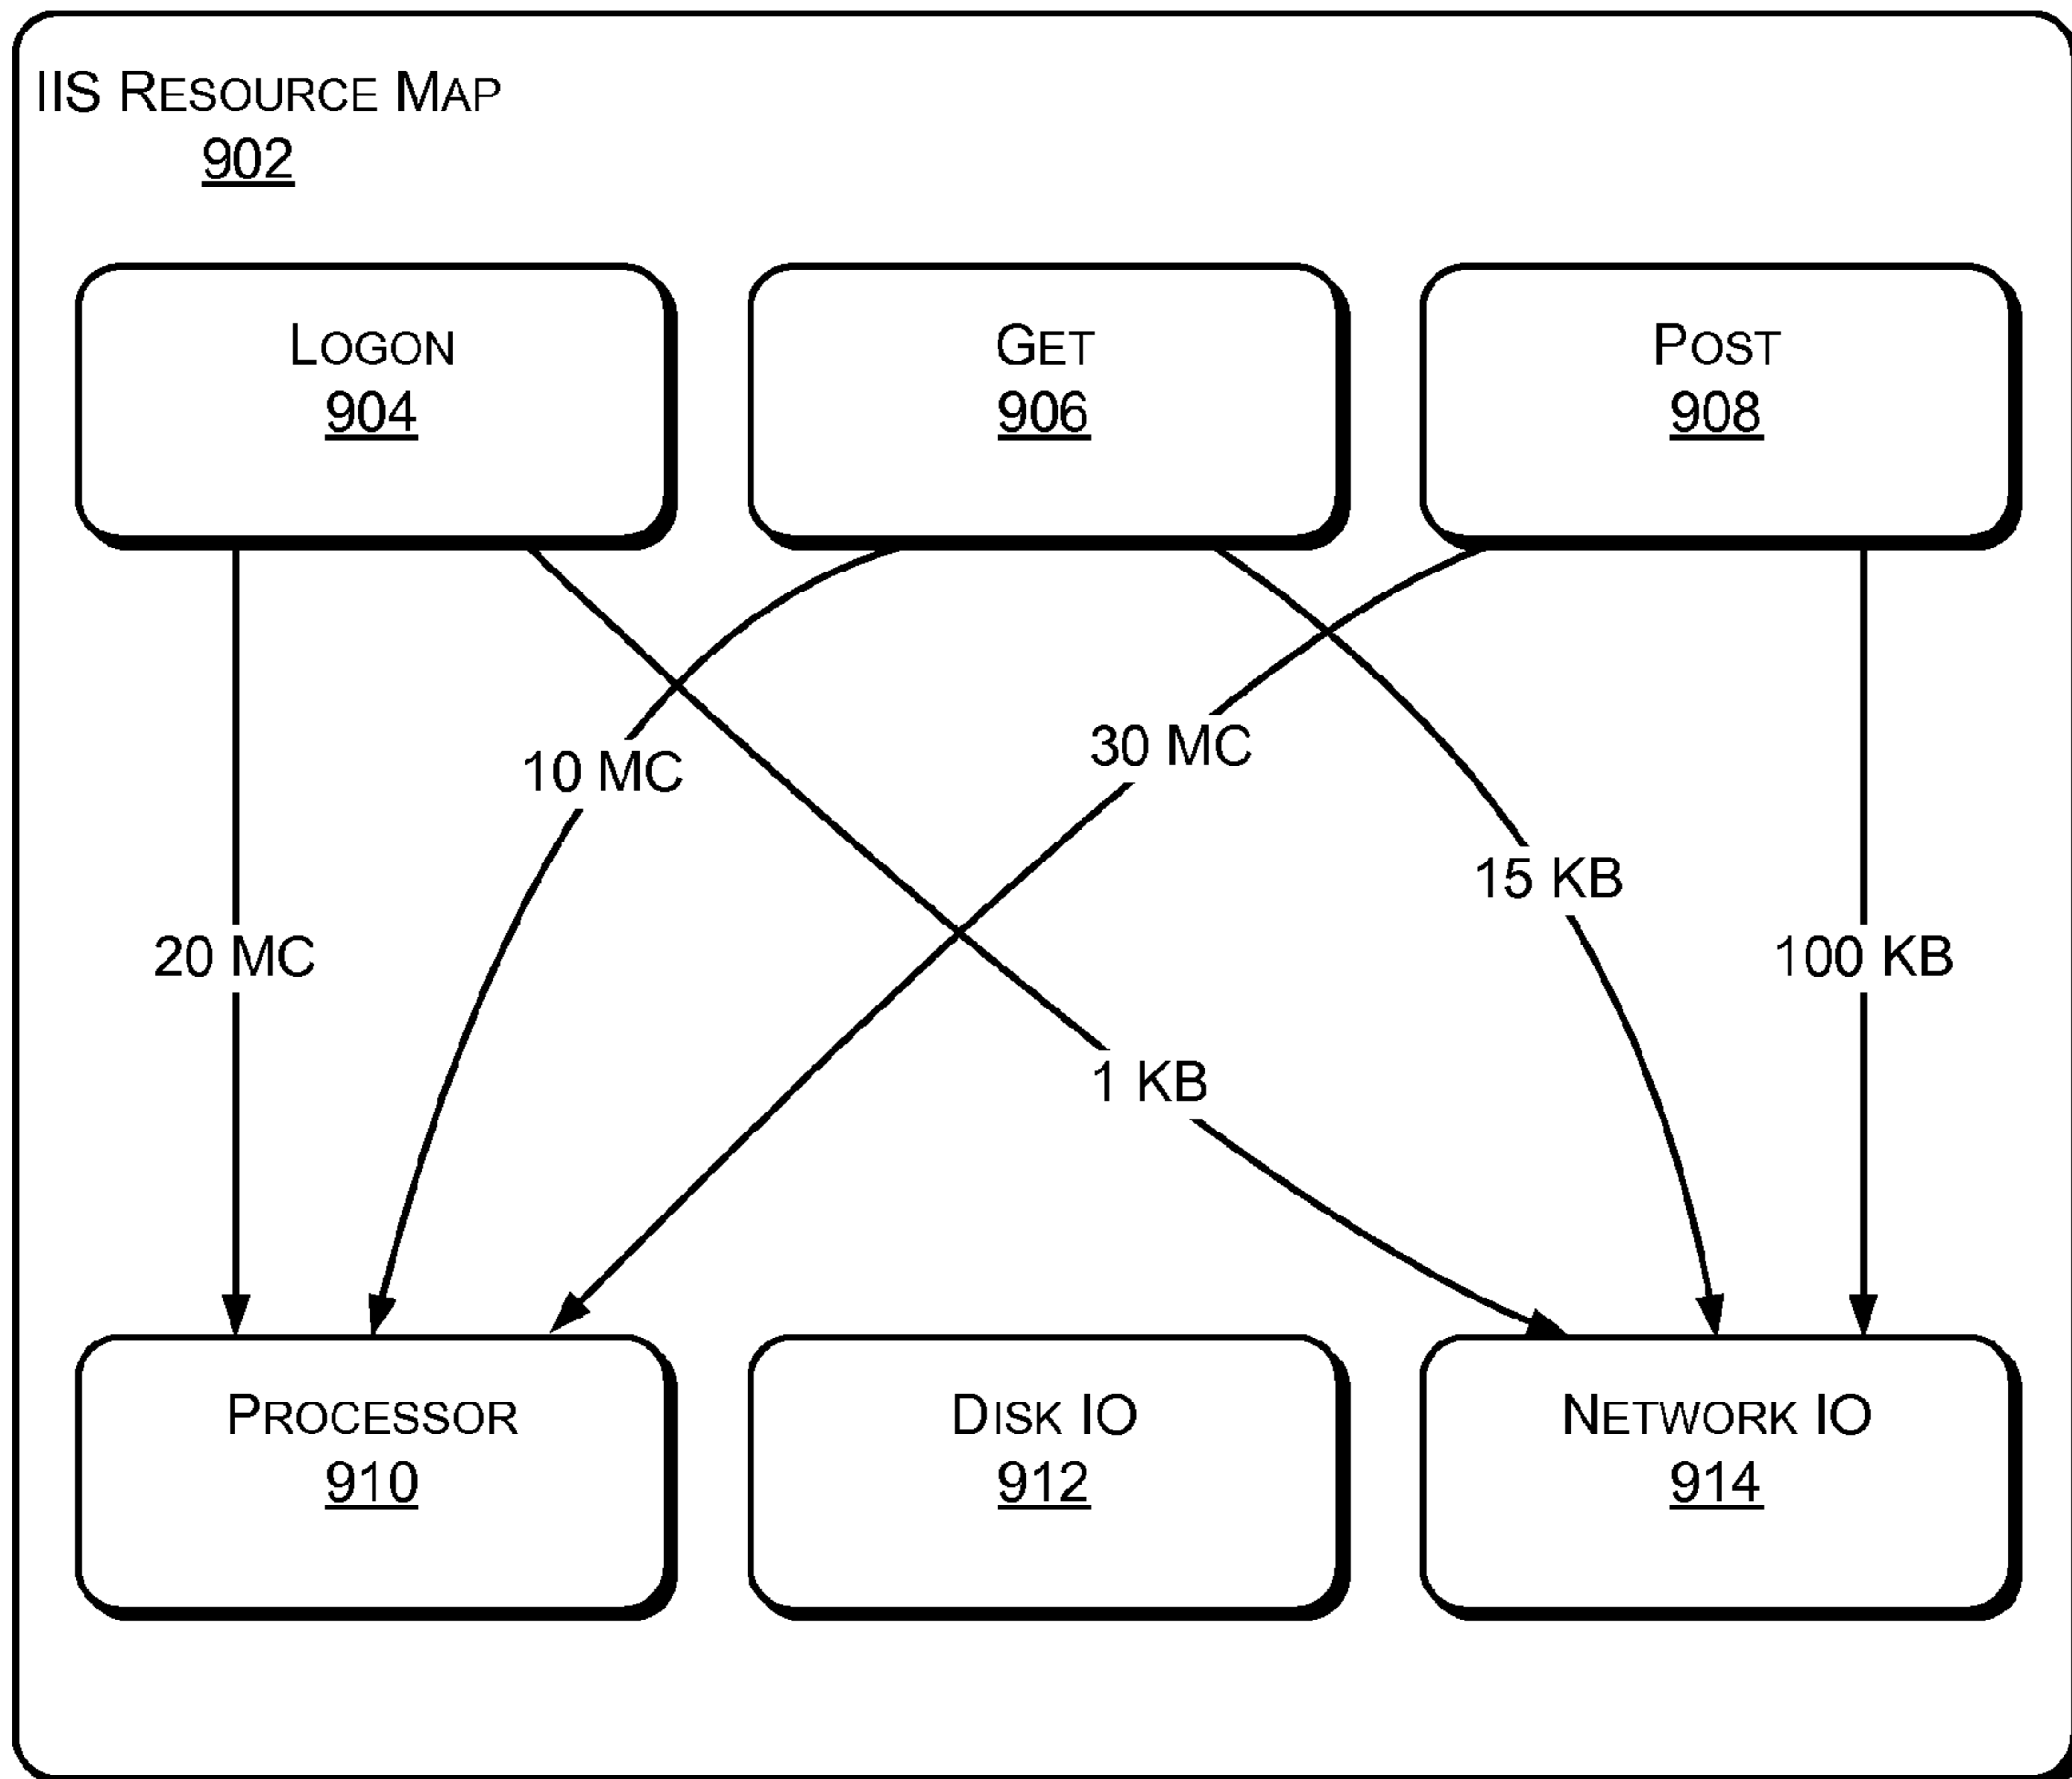 IIS RESOURCE MAP
902
LOGON
904
GET
906
POST
908
10 MC
30 MC
15 KB
20 MC
100 KB
1 KB
PROCESSOR
910
DISK IO
912
NETWORK IO
914